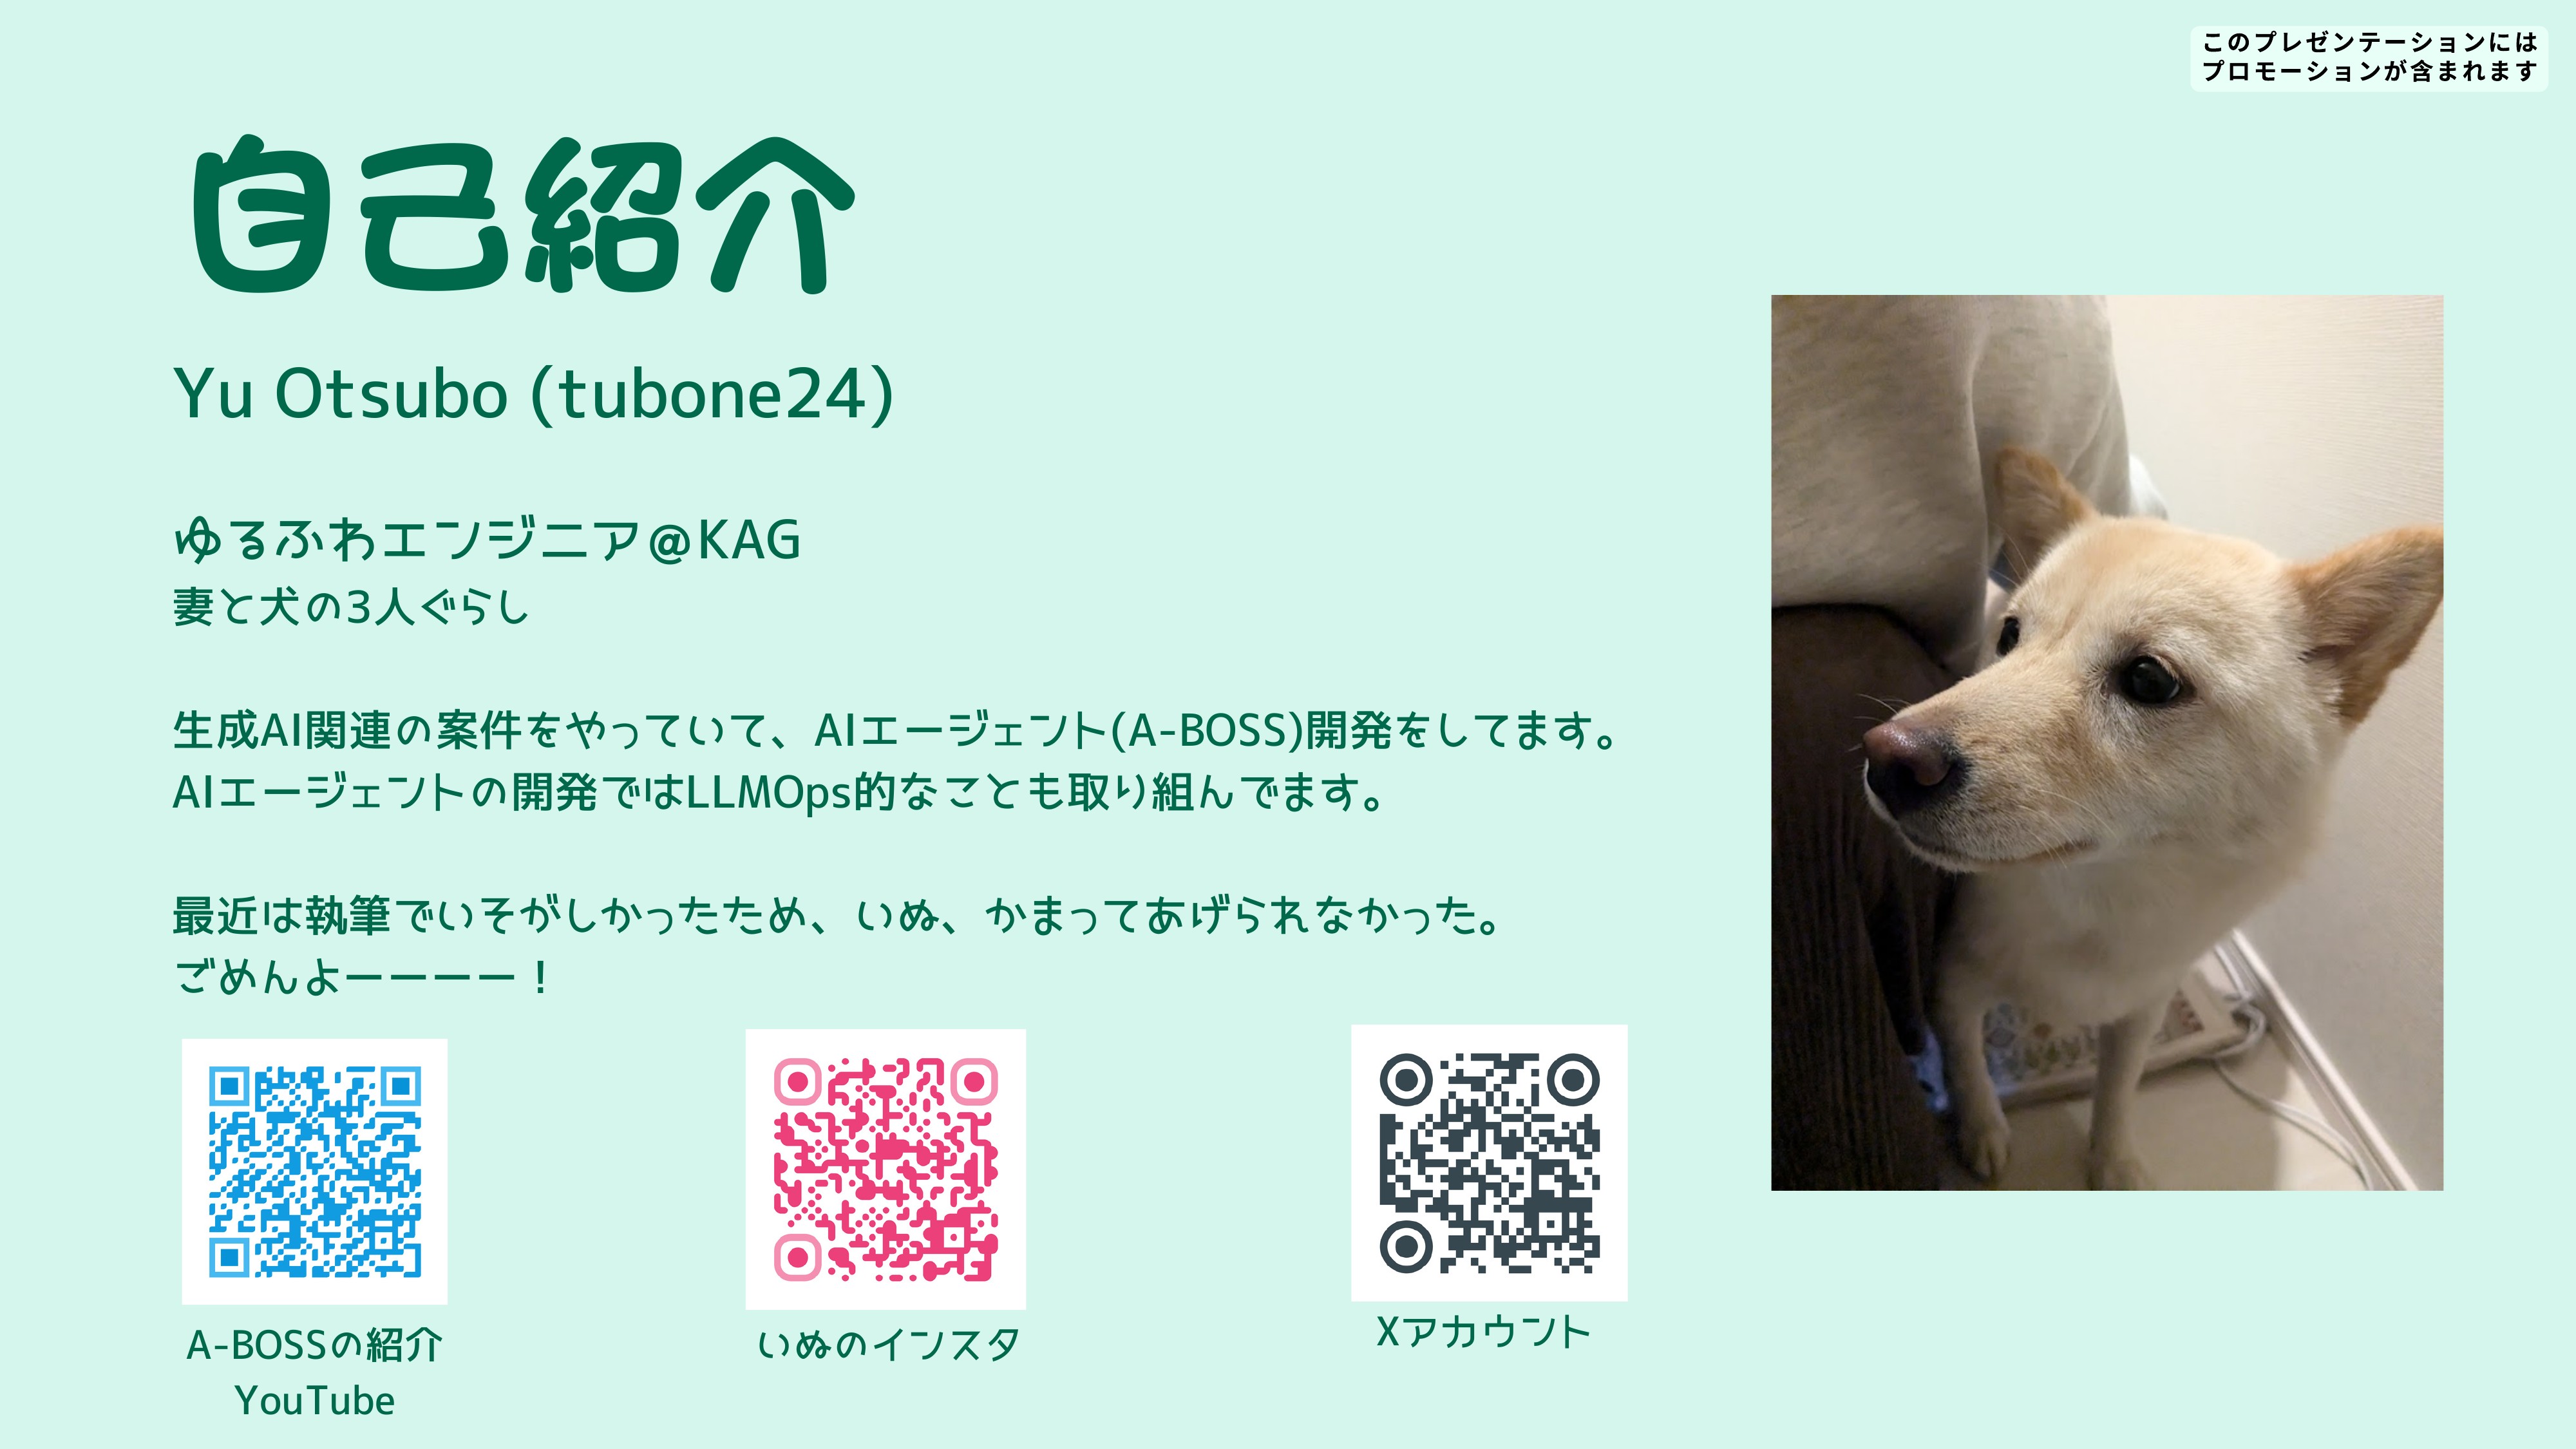 このプレゼンテーションには
プロモーションが含まれます
自己紹介
Yu Otsubo (tubone24)
ゆるふわエンジニア@KAG
妻と犬の3人ぐらし
生成AI関連の案件をやっていて、AIエージェント(A-BOSS)開発をしてます。
AIエージェントの開発ではLLMOps的なことも取り組んでます。
最近は執筆でいそがしかったため、いぬ、かまってあげられなかった。
ごめんよーーーー！
A-BOSSの紹介
YouTube
いぬのインスタ
Xアカウント